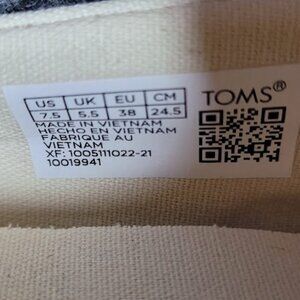 US UK EU CM TOMS®
7.5 5.5 38 24.5
MADE IN VIETNAM
HECHO EN VIETNAM
FABRIQUE AU
VIETNAM
XF: 1005111022-21
10019941